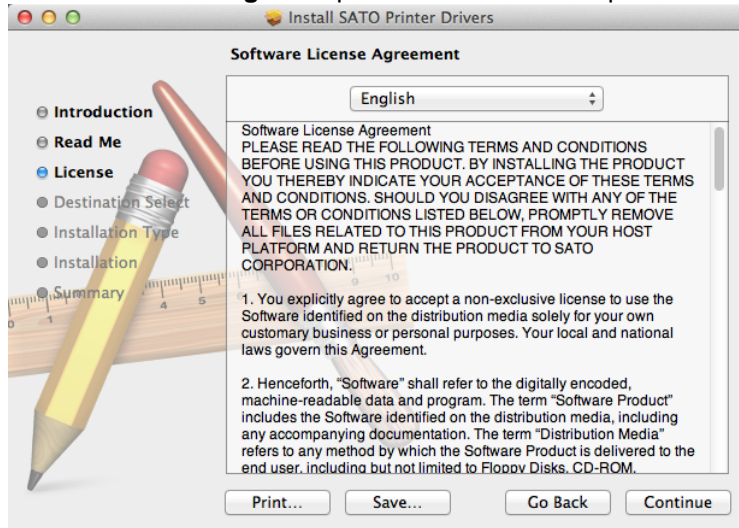 Install SATO Printer Drivers
Software License Agreement
Introduction
Read Me
License
Destination Select
Installation Type
Installation
Summary
English
Software License Agreement
PLEASE READ THE FOLLOWING TERMS AND CONDITIONS
BEFORE USING THIS PRODUCT. BY INSTALLING THE PRODUCT
YOU THEREBY INDICATE YOUR ACCEPTANCE OF THESE TERMS
AND CONDITIONS. SHOULD YOU DISAGREE WITH ANY OF THE
TERMS OR CONDITIONS LISTED BELOW, PROMPTLY REMOVE
ALL FILES RELATED TO THIS PRODUCT FROM YOUR HOST
PLATFORM AND RETURN THE PRODUCT TO SATO
CORPORATION.
1. You explicitly agree to accept a non-exclusive license to use the
Software identified on the distribution media solely for your own
customary business or personal purposes. Your local and national
laws govern this Agreement.
2. Henceforth, “Software” shall refer to the digitally encoded,
machine-readable data and program. The term “Software Product”
includes the Software identified on the distribution media, including
any accompanying documentation. The term “Distribution Media”
refers to any method by which the Software Product is delivered to the
end user, including but not limited to Floppy Disks, CD-ROM,
Print...
Save...
Go Back
Continue